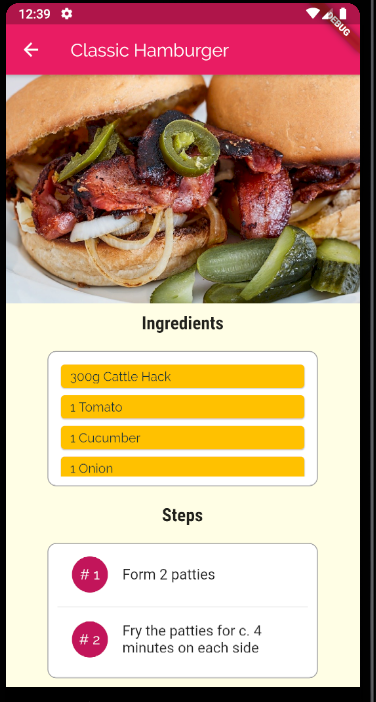 12:39
DEBUG
Classic Hamburger
Ingredients
300g Cattle Hack
1 Tomato
1 Cucumber
1 Onion
Steps
# 1
Form 2 patties
# 2
Fry the patties for c. 4
minutes on each side